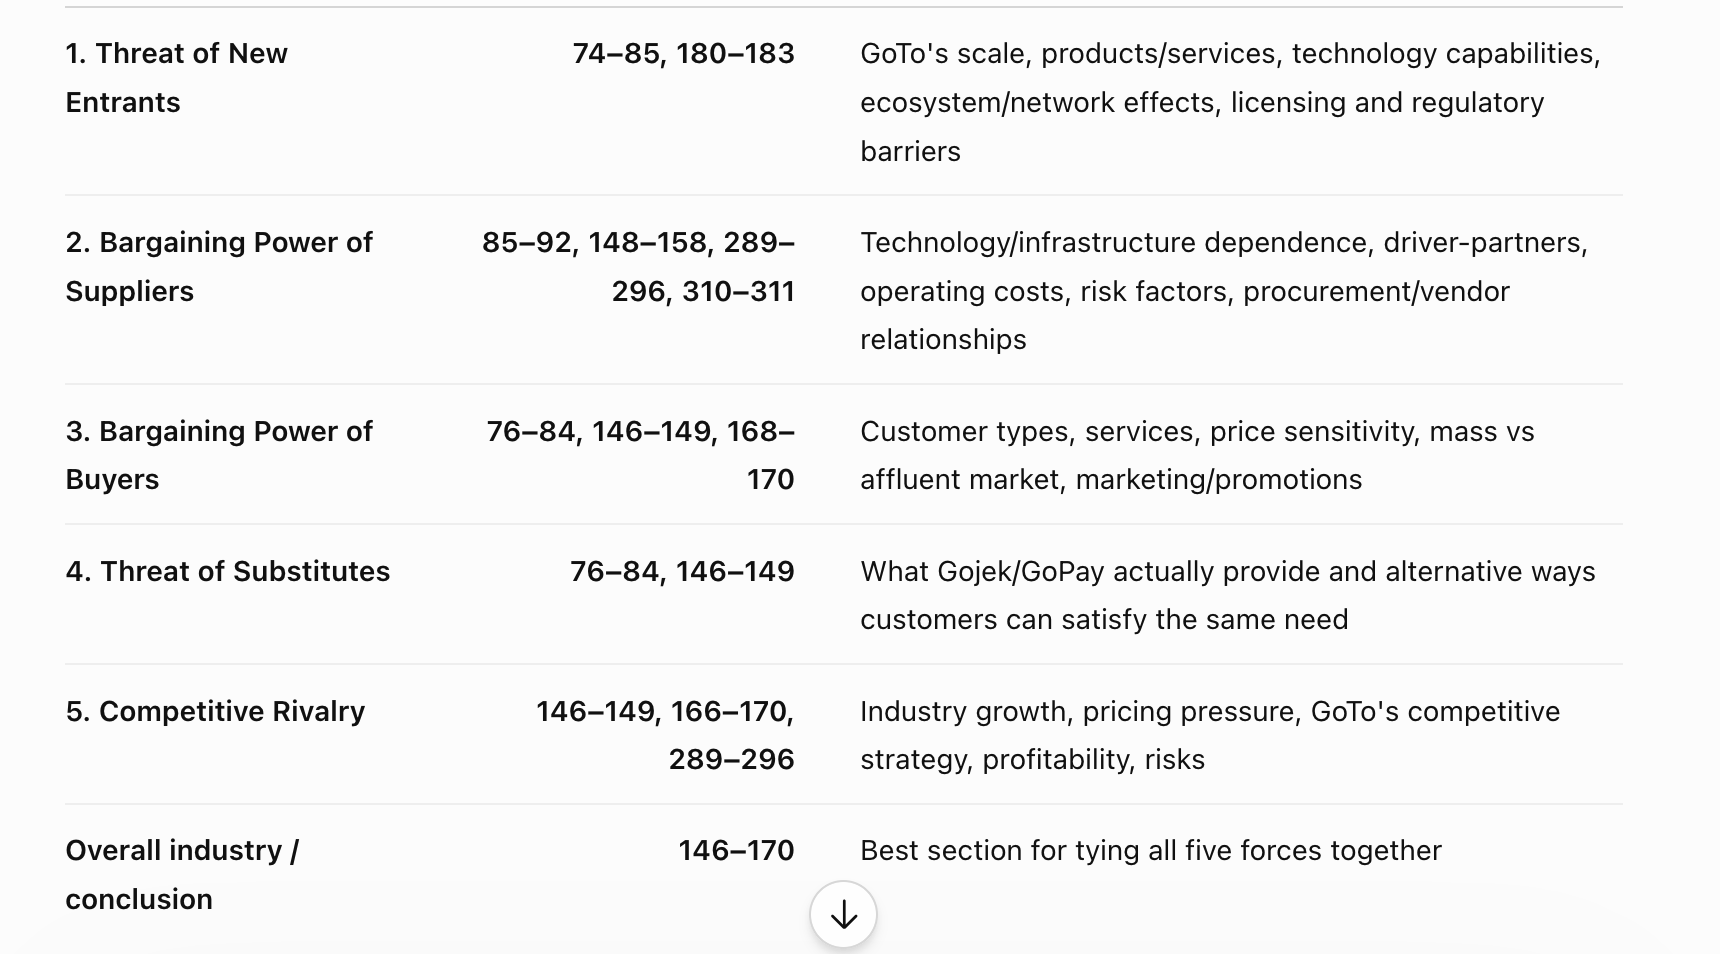 1. Threat of New
Entrants
74–85, 180–183
GoTo's scale, products/services, technology capabilities,
ecosystem/network effects, licensing and regulatory
barriers
2. Bargaining Power of
Suppliers
85–92, 148–158, 289–
296, 310–311
Technology/infrastructure dependence, driver-partners,
operating costs, risk factors, procurement/vendor
relationships
3. Bargaining Power of
Buyers
76–84, 146–149, 168–
170
Customer types, services, price sensitivity, mass vs
affluent market, marketing/promotions
4. Threat of Substitutes
76–84, 146–149
What Gojek/GoPay actually provide and alternative ways
customers can satisfy the same need
5. Competitive Rivalry
146–149, 166–170,
289–296
Industry growth, pricing pressure, GoTo's competitive
strategy, profitability, risks
Overall industry /
conclusion
146–170
Best section for tying all five forces together